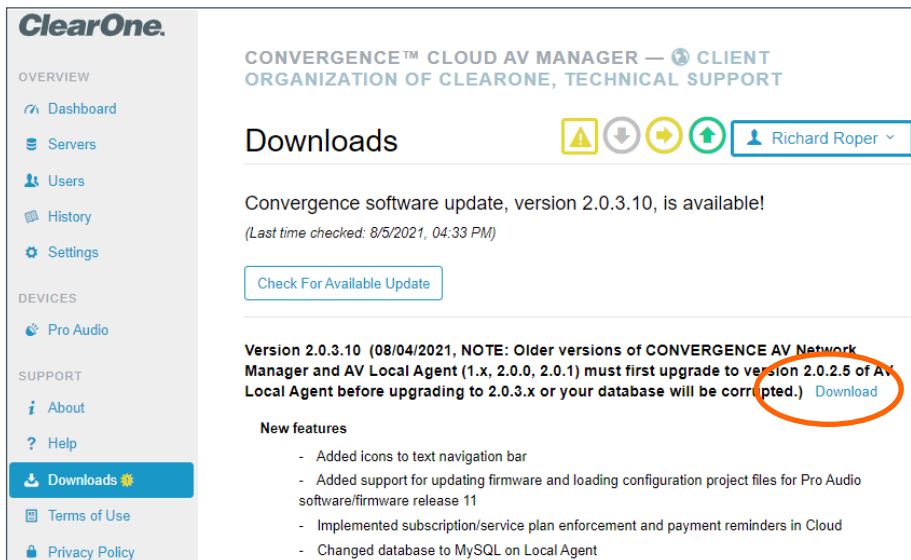 ClearOne.
OVERVIEW
Dashboard
Servers
Users
History
Settings
DEVICES
Pro Audio
SUPPORT
About
Help
Downloads
Terms of Use
Privacy Policy
CONVERGENCE™ CLOUD AV MANAGER — CLIENT
ORGANIZATION OF CLEARONE, TECHNICAL SUPPORT
Downloads
Richard Roper
Convergence software update, version 2.0.3.10, is available!
(Last time checked: 8/5/2021, 04:33 PM)
Check For Available Update
Version 2.0.3.10 (08/04/2021, NOTE: Older versions of CONVERGENCE AV Network
Manager and AV Local Agent (1.x, 2.0.0, 2.0.1) must first upgrade to version 2.0.2.5 of AV
Local Agent before upgrading to 2.0.3.x or your database will be corrupted.) Download
New features
- Added icons to text navigation bar
- Added support for updating firmware and loading configuration project files for Pro Audio
software/firmware release 11
- Implemented subscription/service plan enforcement and payment reminders in Cloud
- Changed database to MySQL on Local Agent